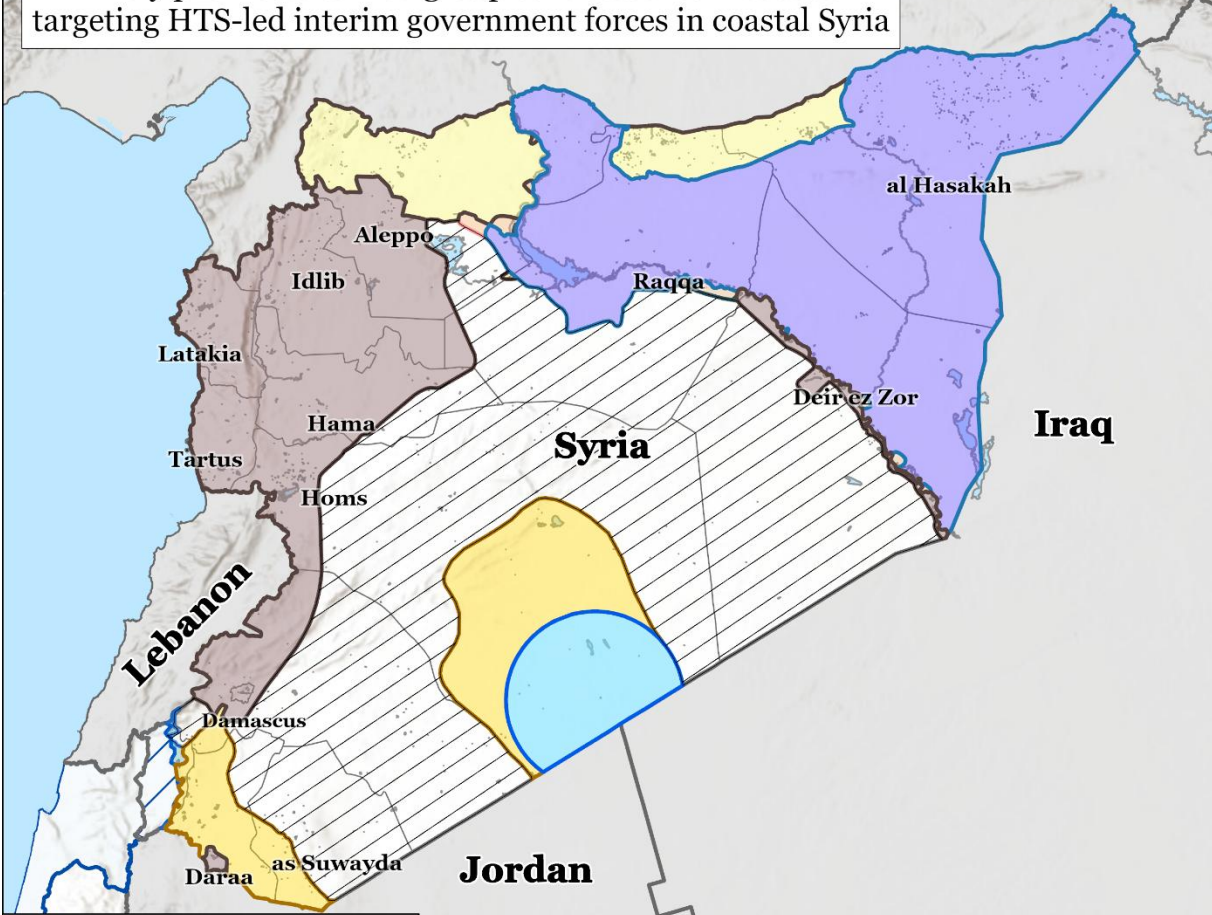 targeting HTS-led interim government forces in coastal Syria
al Hasakah
Aleppo
Idlib
Raqqa
Latakia
Deir ez Zor
Hama
Iraq
Syria
Tartus
Homs
Lebanon
Damascus
as Suwayda
Jordan
Daraa